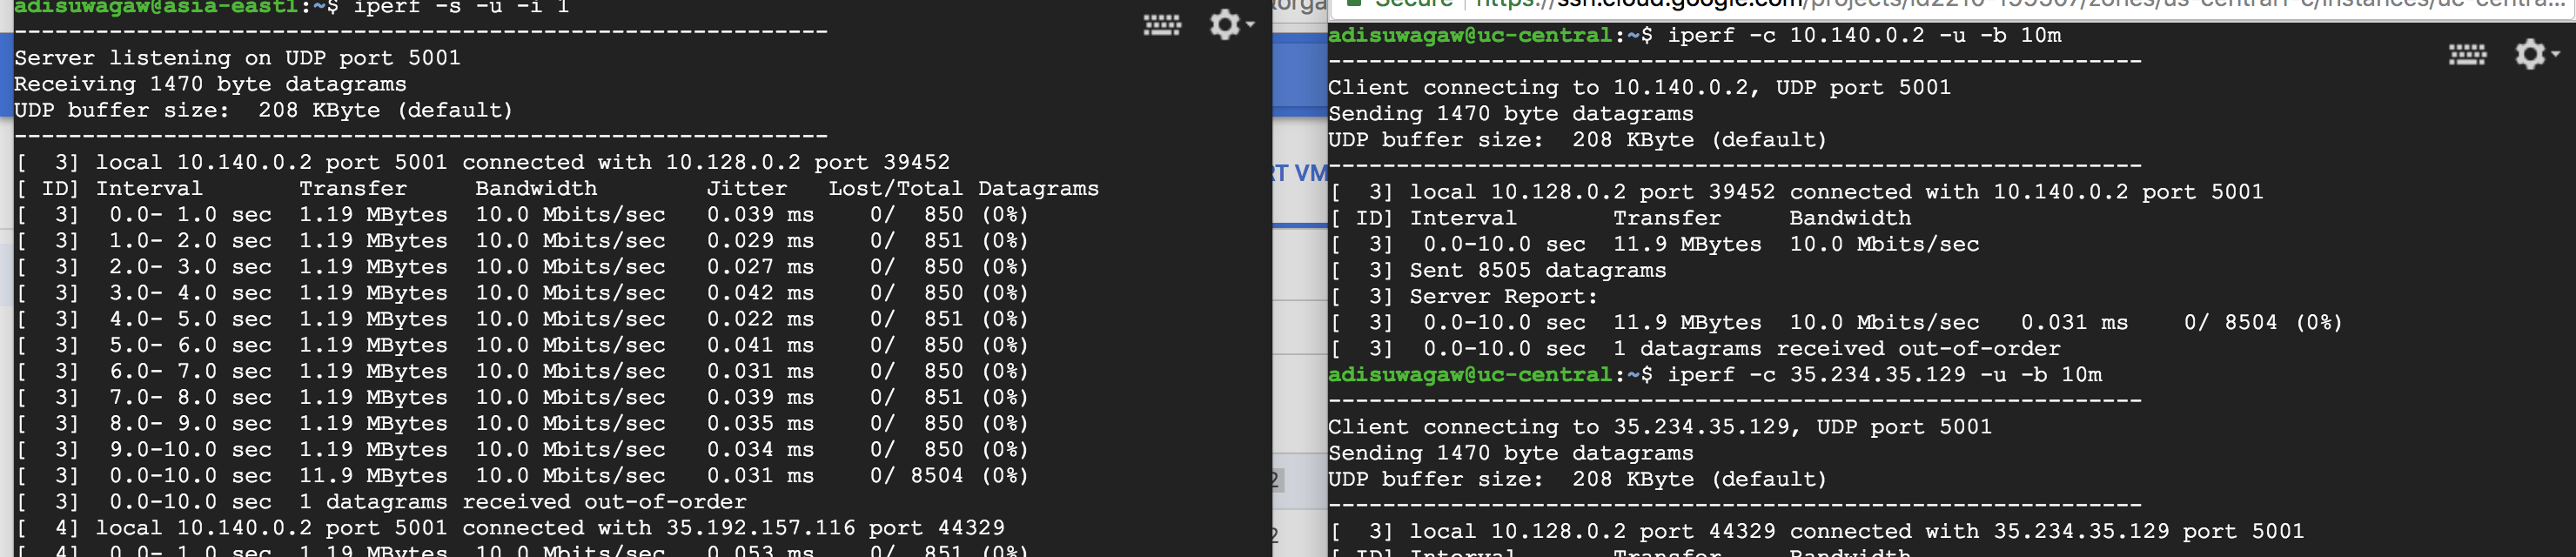 adisuwagaw@asia-east1:~$ iperf -s -u -i 1
------------------------------------------------------------
Server listening on UDP port 5001
Receiving 1470 byte datagrams
UDP buffer size:  208 KByte (default)
------------------------------------------------------------
[  3] local 10.140.0.2 port 5001 connected with 10.128.0.2 port 39452
[ ID] Interval       Transfer     Bandwidth        Jitter   Lost/Total Datagrams
[  3]  0.0- 1.0 sec  1.19 MBytes  10.0 Mbits/sec   0.039 ms    0/  850 (0%)
[  3]  1.0- 2.0 sec  1.19 MBytes  10.0 Mbits/sec   0.029 ms    0/  851 (0%)
[  3]  2.0- 3.0 sec  1.19 MBytes  10.0 Mbits/sec   0.027 ms    0/  850 (0%)
[  3]  3.0- 4.0 sec  1.19 MBytes  10.0 Mbits/sec   0.042 ms    0/  850 (0%)
[  3]  4.0- 5.0 sec  1.19 MBytes  10.0 Mbits/sec   0.022 ms    0/  851 (0%)
[  3]  5.0- 6.0 sec  1.19 MBytes  10.0 Mbits/sec   0.041 ms    0/  850 (0%)
[  3]  6.0- 7.0 sec  1.19 MBytes  10.0 Mbits/sec   0.031 ms    0/  850 (0%)
[  3]  7.0- 8.0 sec  1.19 MBytes  10.0 Mbits/sec   0.039 ms    0/  851 (0%)
[  3]  8.0- 9.0 sec  1.19 MBytes  10.0 Mbits/sec   0.035 ms    0/  850 (0%)
[  3]  9.0-10.0 sec  1.19 MBytes  10.0 Mbits/sec   0.034 ms    0/  850 (0%)
[  3]  0.0-10.0 sec  11.9 MBytes  10.0 Mbits/sec   0.031 ms    0/ 8504 (0%)
[  3]  0.0-10.0 sec  1 datagrams received out-of-order
[  4] local 10.140.0.2 port 5001 connected with 35.192.157.116 port 44329
[  4]  0.0- 1.0 sec  1.19 MBytes  10.0 Mbits/sec   0.053 ms    0/  851 (0%)
RT VM
2
2
Secure https://ssh.cloud.google.com/projects/
adisuwagaw@uc-central:~$ iperf -c 10.140.0.2 -u -b 10m
------------------------------------------------------------
Client connecting to 10.140.0.2, UDP port 5001
Sending 1470 byte datagrams
UDP buffer size:  208 KByte (default)
------------------------------------------------------------
[  3] local 10.128.0.2 port 39452 connected with 10.140.0.2 port 5001
[ ID] Interval       Transfer     Bandwidth
[  3]  0.0-10.0 sec  11.9 MBytes  10.0 Mbits/sec
[  3] Sent 8505 datagrams
[  3] Server Report:
[  3]  0.0-10.0 sec  11.9 MBytes  10.0 Mbits/sec   0.031 ms    0/ 8504 (0%)
[  3]  0.0-10.0 sec  1 datagrams received out-of-order
adisuwagaw@uc-central:~$ iperf -c 35.234.35.129 -u -b 10m
------------------------------------------------------------
Client connecting to 35.234.35.129, UDP port 5001
Sending 1470 byte datagrams
UDP buffer size:  208 KByte (default)
------------------------------------------------------------
[  3] local 10.128.0.2 port 44329 connected with 35.234.35.129 port 5001
[ ID] Interval       Transfer     Bandwidth